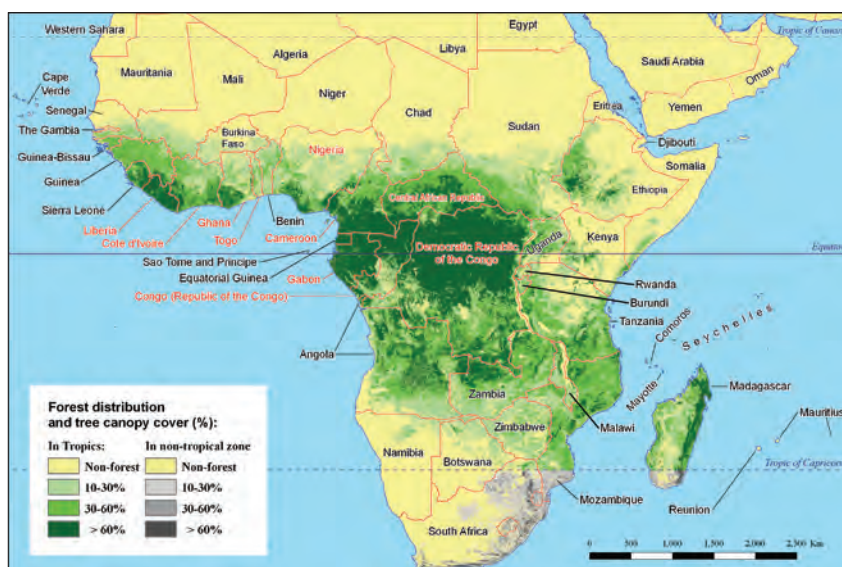 Western Sahara
Algeria
Libya
Egypt
Tropic of Cancer
Mauritania
Mali
Niger
Chad
Sudan
Saudi Arabia
Oman
Yemen
Eritrea
Djibouti
Somalia
Ethiopia
Cape
Verde
Senegal
The Gambia
Guinea-Bissau
Guinea
Sierra Leone
Liberia
Cote d'Ivoire
Burkina
Faso
Ghana
Togo
Benin
Nigeria
Cameroon
Central African Republic
Sao Tome and Principe
Equatorial Guinea
Gabon
Congo (Republic of the Congo)
Democratic Republic
of the Congo
Uganda
Kenya
Equator
Rwanda
Burundi
Tanzania
Angola
Zambia
Malawi
Comoros
Seychelles
Mayotte
Madagascar
Mauritius
Reunion
Zimbabwe
Namibia
Botswana
Mozambique
Tropic of Capricorn
South Africa
Forest distribution
and tree canopy cover (%):
In Tropics:
Non-forest
10-30%
30-60%
> 60%
In non-tropical zone
Non-forest
10-30%
30-60%
> 60%
0 500 1,000 1,500 2,000 2,500 Km